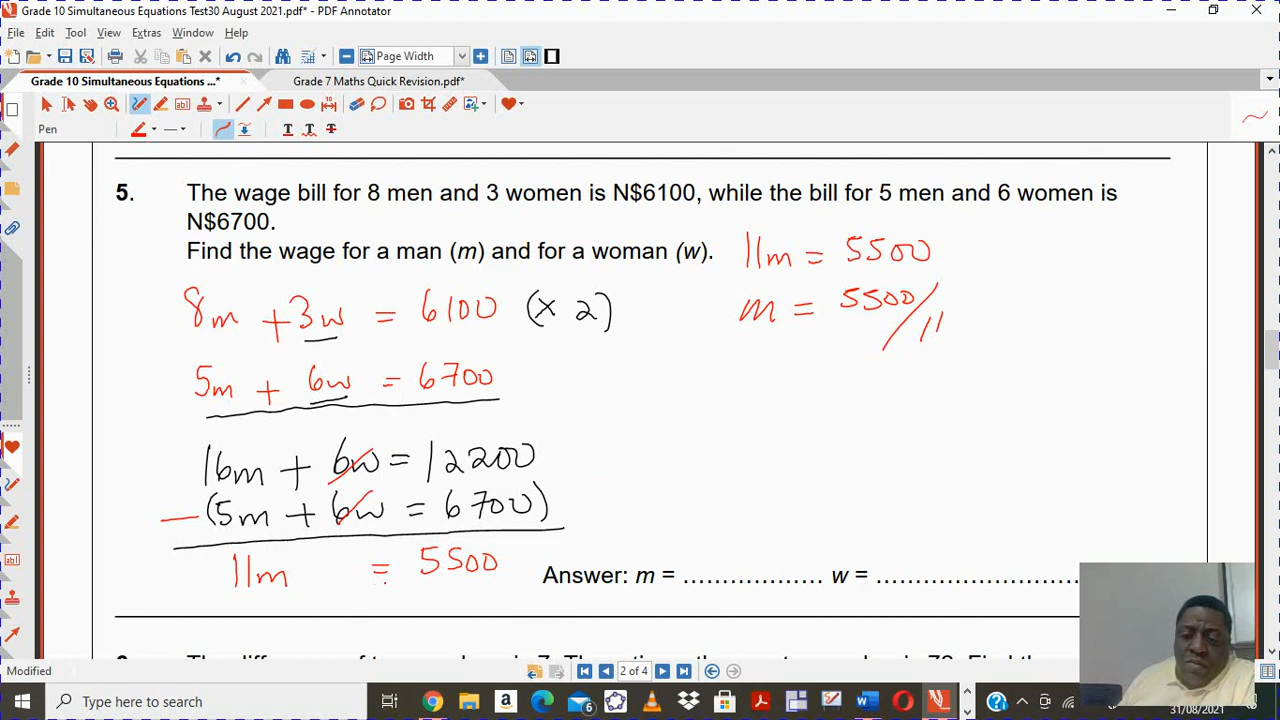 Grade 10 Simultaneous Equations Test30 August 2021.pdf* - PDF Annotator
File Edit Tool View Extras Window Help
Page Width
Grade 10 Simultaneous Equations ...* Grade 7 Maths Quick Revision.pdf*
Pen
5. The wage bill for 8 men and 3 women is N$6100, while the bill for 5 men and 6 women is
N$6700.
Find the wage for a man (m) and for a woman (w).
11m = 5500
m = 5500/11
8m + 3w = 6100 (× 2)
5m + 6w = 6700
16m + 6w = 12200
- (5m + 6w = 6700)
11m = 5500
Answer: m = ................... w = .............................
Modified 2 of 4
Type here to search
6
31/08/2021